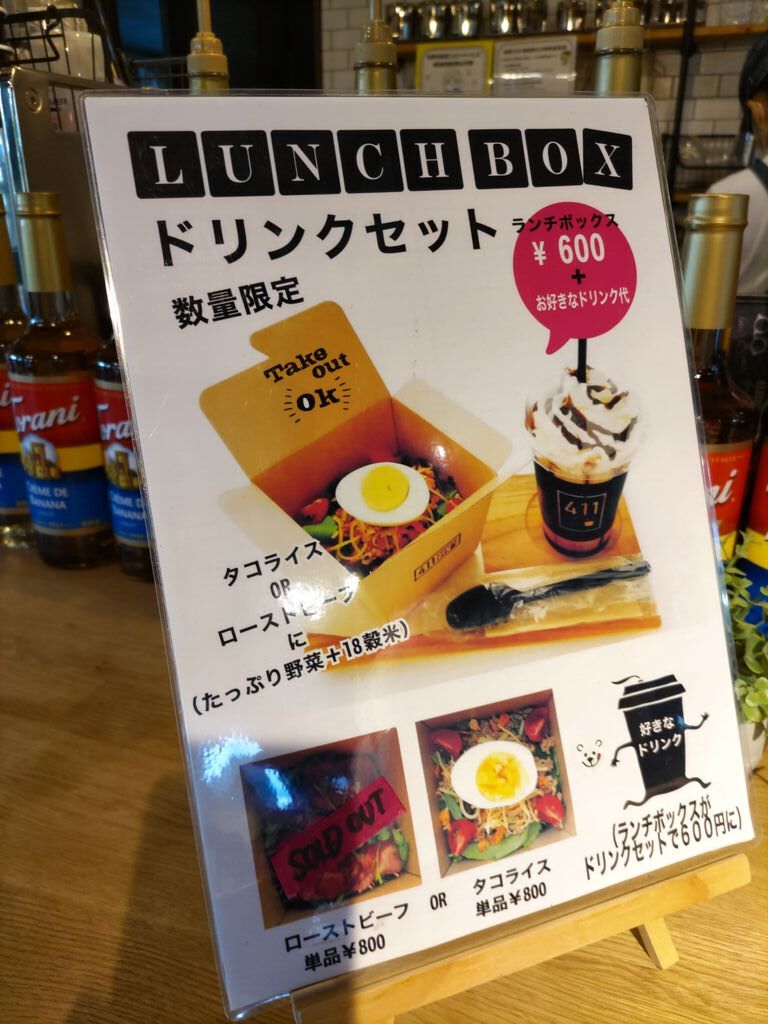 LUNCH BOX
ドリンクセット
数量限定
ランチボックス
¥ 600
+
お好きなドリンク代
Take out
ok
411
タコライス
OR
ローストビーフ
に
(たっぷり野菜+18穀米)
SOLD OUT
好きな
ドリンク
(ランチボックスが
ドリンクセットで600円に)
ローストビーフ
単品¥800
OR
タコライス
単品¥800
Torani
CRÈME DE
BANANA